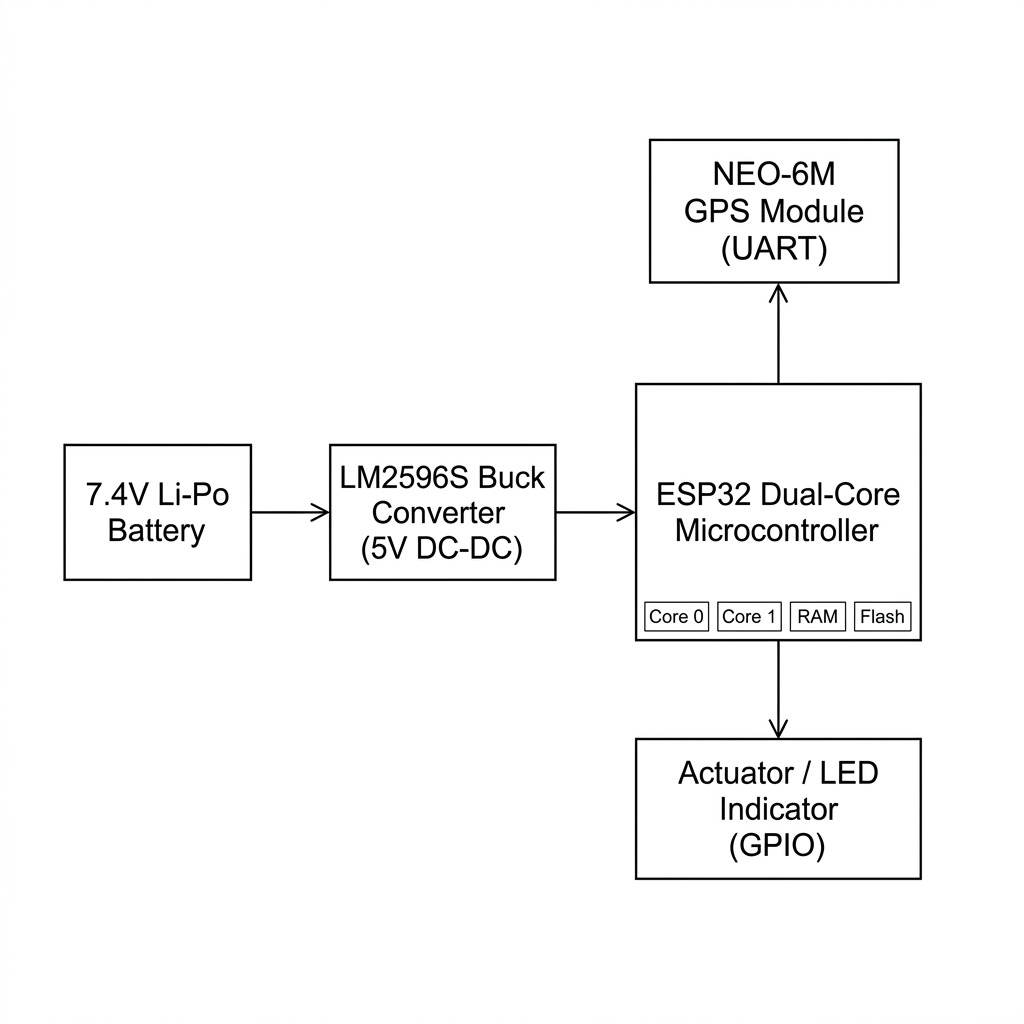 NEO-6M
GPS Module
(UART)
7.4V Li-Po
Battery
LM2596S Buck
Converter
(5V DC-DC)
ESP32 Dual-Core
Microcontroller
Core 0
Core 1
RAM
Flash
Actuator / LED
Indicator
(GPIO)